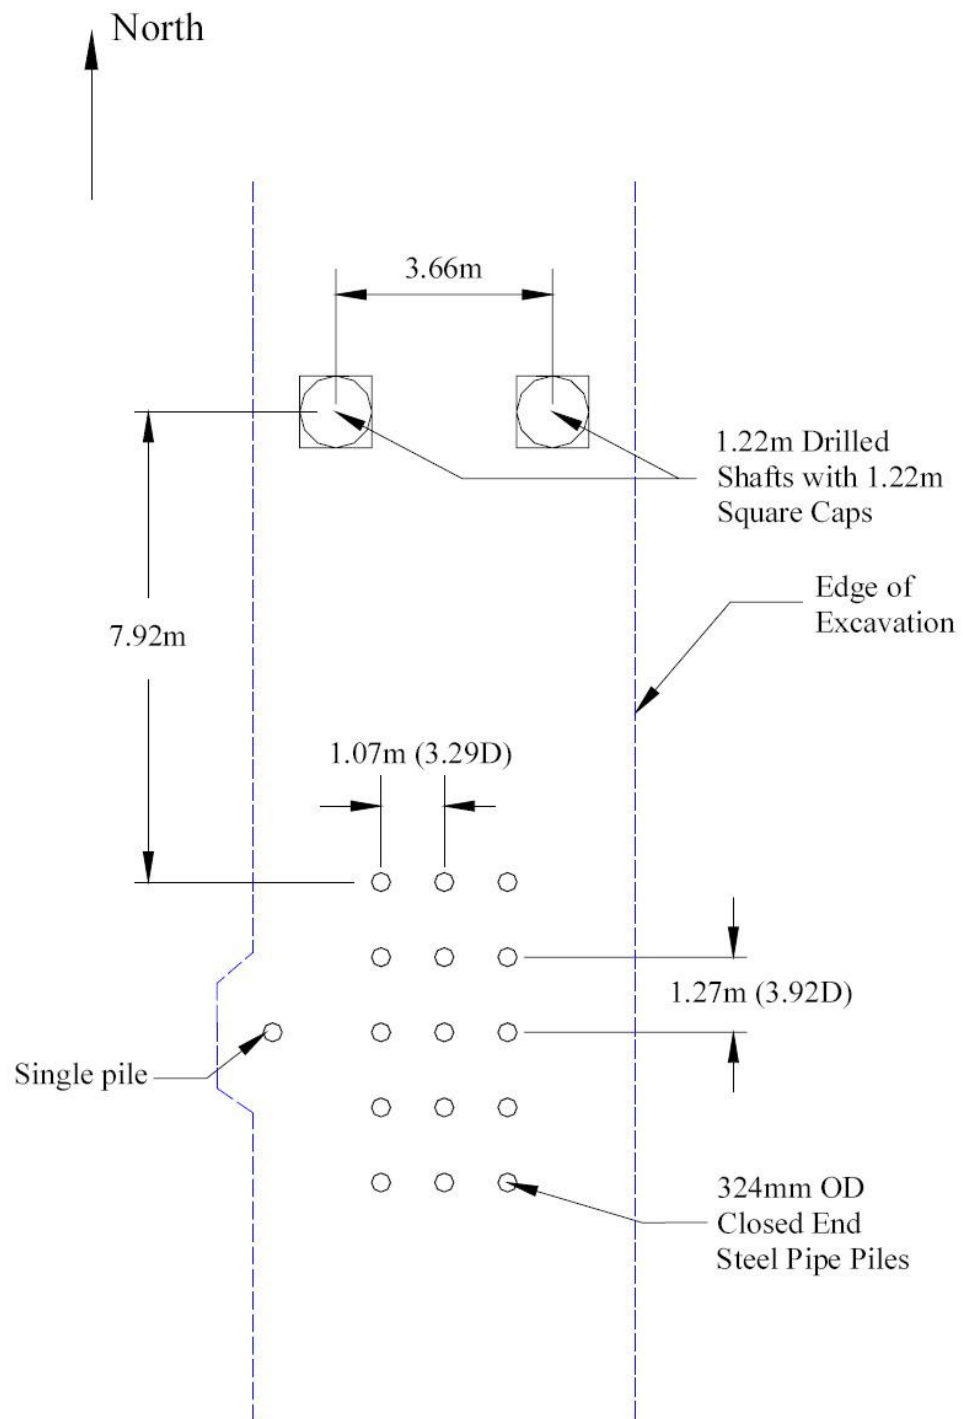 North
3.66m
1.22m Drilled
Shafts with 1.22m
Square Caps
Edge of
Excavation
7.92m
1.07m (3.29D)
1.27m (3.92D)
Single pile
324mm OD
Closed End
Steel Pipe Piles